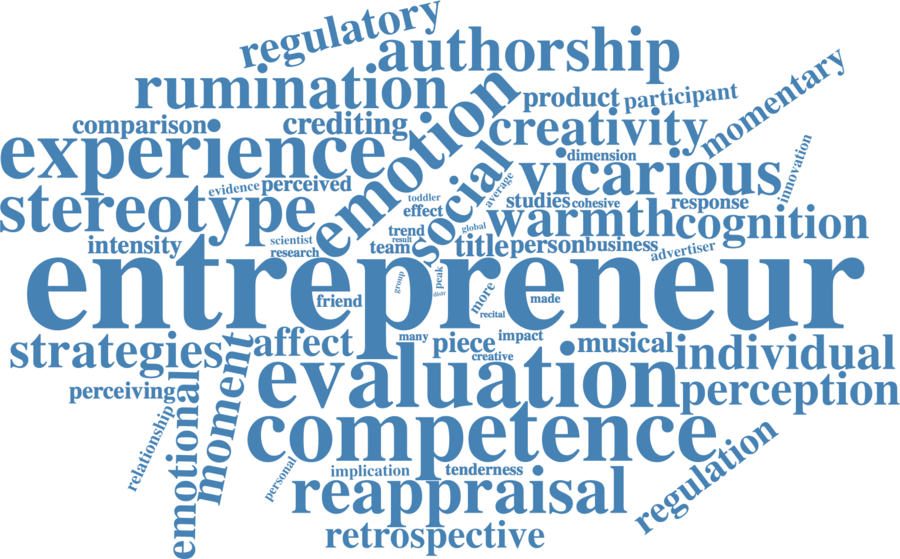 regulatory
authorship
rumination
emotion
product
participant
momentary
comparison
crediting
creativity
experience
vicarious
dimension
innovation
evidence
perceived
social
average
toddler
studies
cohesive
response
stereotype
effect
warmth
cognition
intensity
scientist
research
trend
result
team
global
title
person
business
advertiser
entrepreneur
group
peak
distr
more
friend
made
recital
strategies
moment
affect
many
piece
impact
creative
musical
individual
evaluation
perceiving
emotional
perception
relationship
competence
personal
implication
tenderness
regulation
reappraisal
retrospective